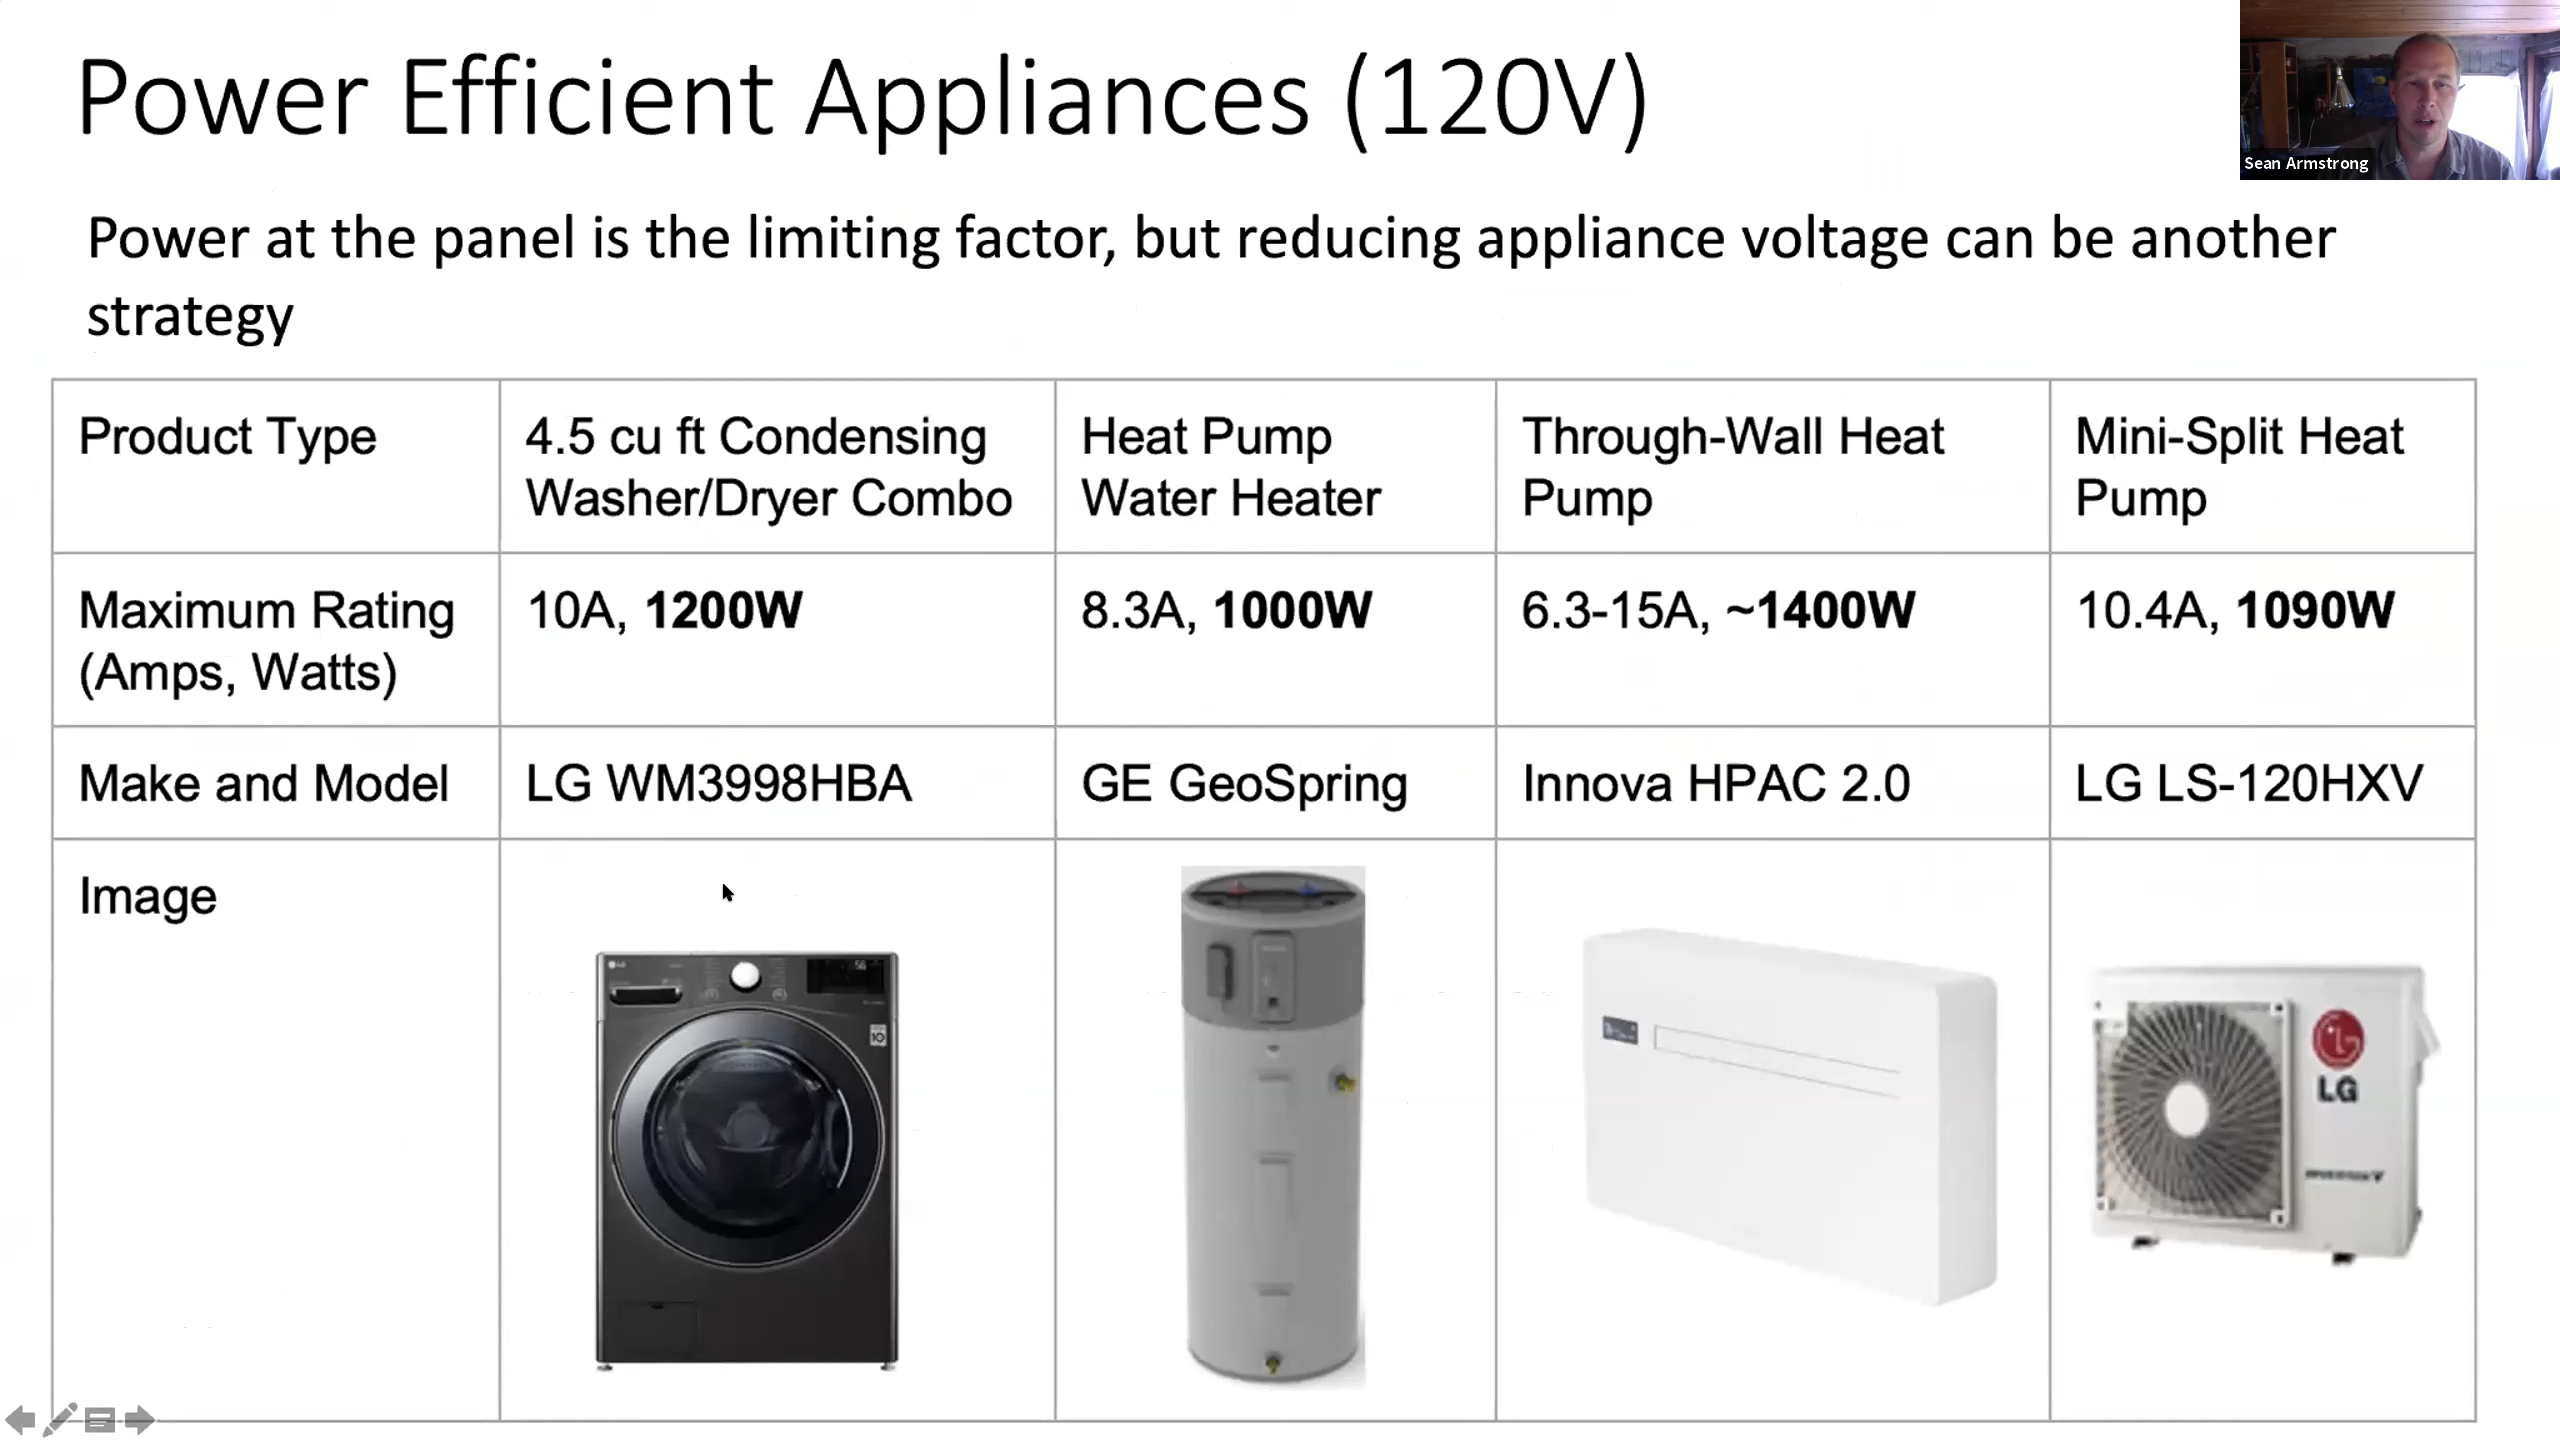 Power Efficient Appliances (120V)
Sean Armstrong
Power at the panel is the limiting factor, but reducing appliance voltage can be another
strategy
Product Type
4.5 cu ft Condensing
Washer/Dryer Combo
Heat Pump
Water Heater
Through-Wall Heat
Pump
Mini-Split Heat
Pump
Maximum Rating
(Amps, Watts)
10A, 1200W
8.3A, 1000W
6.3-15A, ~1400W
10.4A, 1090W
Make and Model
LG WM3998HBA
GE GeoSpring
Innova HPAC 2.0
LG LS-120HXV
Image
LG